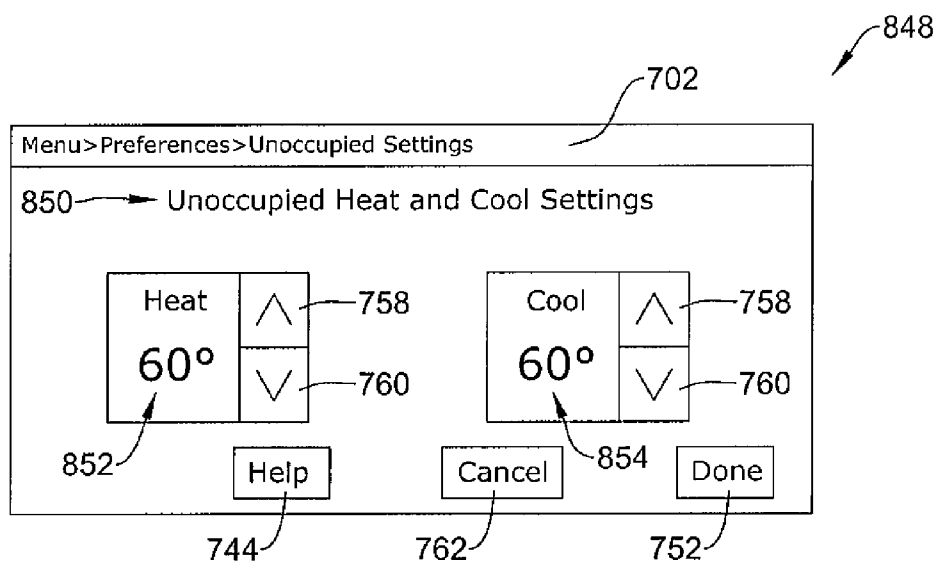 848
702
Menu>Preferences>Unoccupied Settings
850 Unoccupied Heat and Cool Settings
Heat 758 Cool 758
60° 760 60° 760
852 854
Help Cancel Done
744 762 752